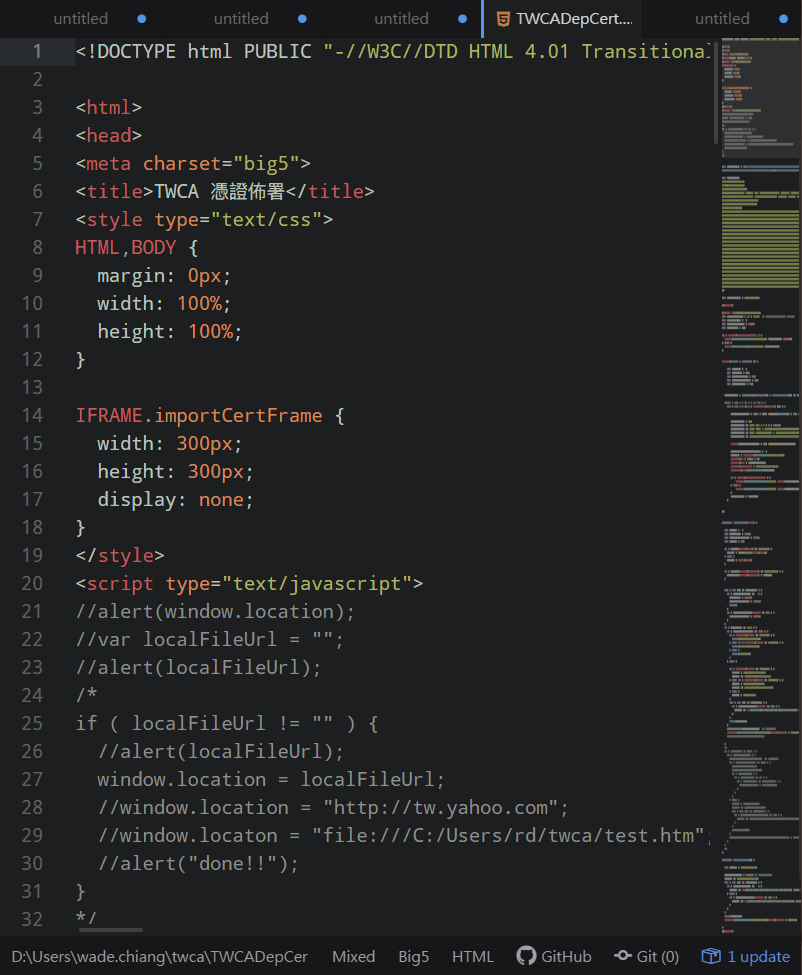 untitled untitled untitled TWCADepCert.... untitled
1 <!DOCTYPE html PUBLIC "-//W3C//DTD HTML 4.01 Transitional
2
3 <html>
4 <head>
5 <meta charset="big5">
6 <title>TWCA 憑證佈署</title>
7 <style type="text/css">
8 HTML,BODY {
9   margin: 0px;
10   width: 100%;
11   height: 100%;
12 }
13
14 IFRAME.importCertFrame {
15   width: 300px;
16   height: 300px;
17   display: none;
18 }
19 </style>
20 <script type="text/javascript">
21 //alert(window.location);
22 //var localFileUrl = "";
23 //alert(localFileUrl);
24 /*
25 if ( localFileUrl != "" ) {
26   //alert(localFileUrl);
27   window.location = localFileUrl;
28   //window.location = "http://tw.yahoo.com";
29   //window.locaton = "file:///C:/Users/rd/twca/test.htm";
30   //alert("done!!");
31 }
32 */
D:\Users\wade.chiang\twca\TWCADepCer Mixed Big5 HTML GitHub Git (0) 1 update